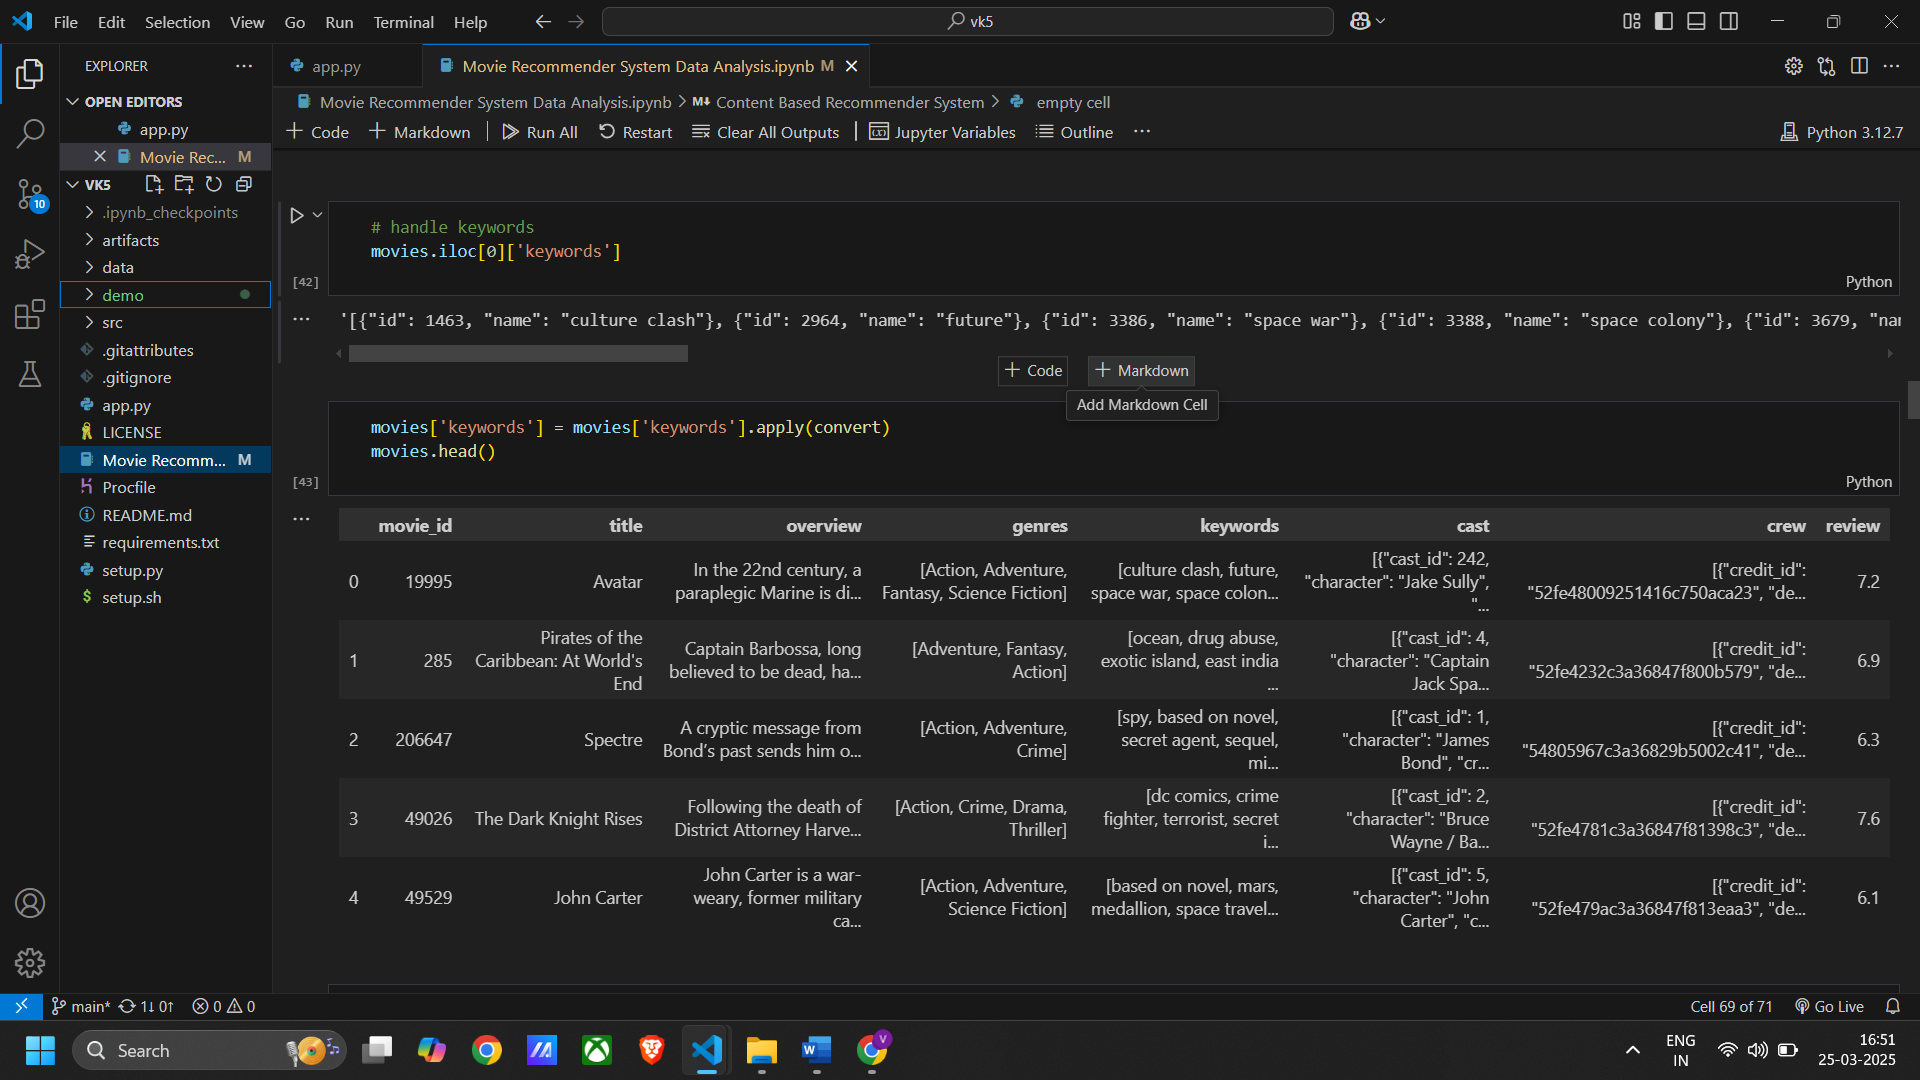 File Edit Selection View Go Run Terminal Help
vk5
EXPLORER
OPEN EDITORS
app.py
Movie Rec... M
VK5
.ipynb_checkpoints
artifacts
data
demo
src
.gitattributes
.gitignore
app.py
LICENSE
Movie Recomm... M
Procfile
README.md
requirements.txt
setup.py
setup.sh
10
app.py
Movie Recommender System Data Analysis.ipynb M
Movie Recommender System Data Analysis.ipynb > M↓ Content Based Recommender System > empty cell
+ Code + Markdown Run All Restart Clear All Outputs Jupyter Variables Outline ...
Python 3.12.7
# handle keywords
movies.iloc[0]['keywords']
[42]
Python
'[{"id": 1463, "name": "culture clash"}, {"id": 2964, "name": "future"}, {"id": 3386, "name": "space war"}, {"id": 3388, "name": "space colony"}, {"id": 3679, "nam
+ Code + Markdown
Add Markdown Cell
movies['keywords'] = movies['keywords'].apply(convert)
movies.head()
[43]
Python
movie_id title overview genres keywords cast crew review
0 19995 Avatar In the 22nd century, a paraplegic Marine is di... [Action, Adventure, Fantasy, Science Fiction] [culture clash, future, space war, space colon... [{"cast_id": 242, "character": "Jake Sully", "... [{"credit_id": "52fe48009251416c750aca23", "de... 7.2
1 285 Pirates of the Caribbean: At World's End Captain Barbossa, long believed to be dead, ha... [Adventure, Fantasy, Action] [ocean, drug abuse, exotic island, east india ... [{"cast_id": 4, "character": "Captain Jack Spa... [{"credit_id": "52fe4232c3a36847f800b579", "de... 6.9
2 206647 Spectre A cryptic message from Bond’s past sends him o... [Action, Adventure, Crime] [spy, based on novel, secret agent, sequel, mi... [{"cast_id": 1, "character": "James Bond", "cr... [{"credit_id": "54805967c3a36829b5002c41", "de... 6.3
3 49026 The Dark Knight Rises Following the death of District Attorney Harve... [Action, Crime, Drama, Thriller] [dc comics, crime fighter, terrorist, secret i... [{"cast_id": 2, "character": "Bruce Wayne / Ba... [{"credit_id": "52fe4781c3a36847f81398c3", "de... 7.6
4 49529 John Carter John Carter is a war-weary, former military ca... [Action, Adventure, Science Fiction] [based on novel, mars, medallion, space travel... [{"cast_id": 5, "character": "John Carter", "c... [{"credit_id": "52fe479ac3a36847f813eaa3", "de... 6.1
main* 1↓ 0↑ 0 0
Cell 69 of 71 Go Live
Search
V
ENG
IN
16:51
25-03-2025